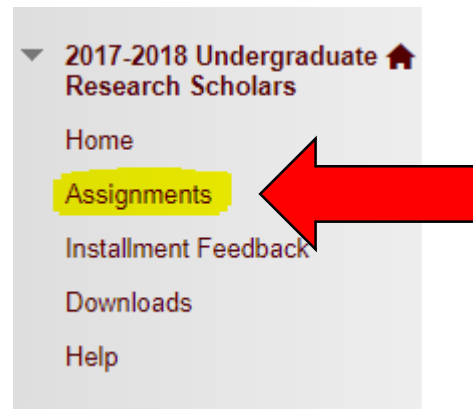 2017-2018 Undergraduate
Research Scholars
Home
Assignments
Installment Feedback
Downloads
Help